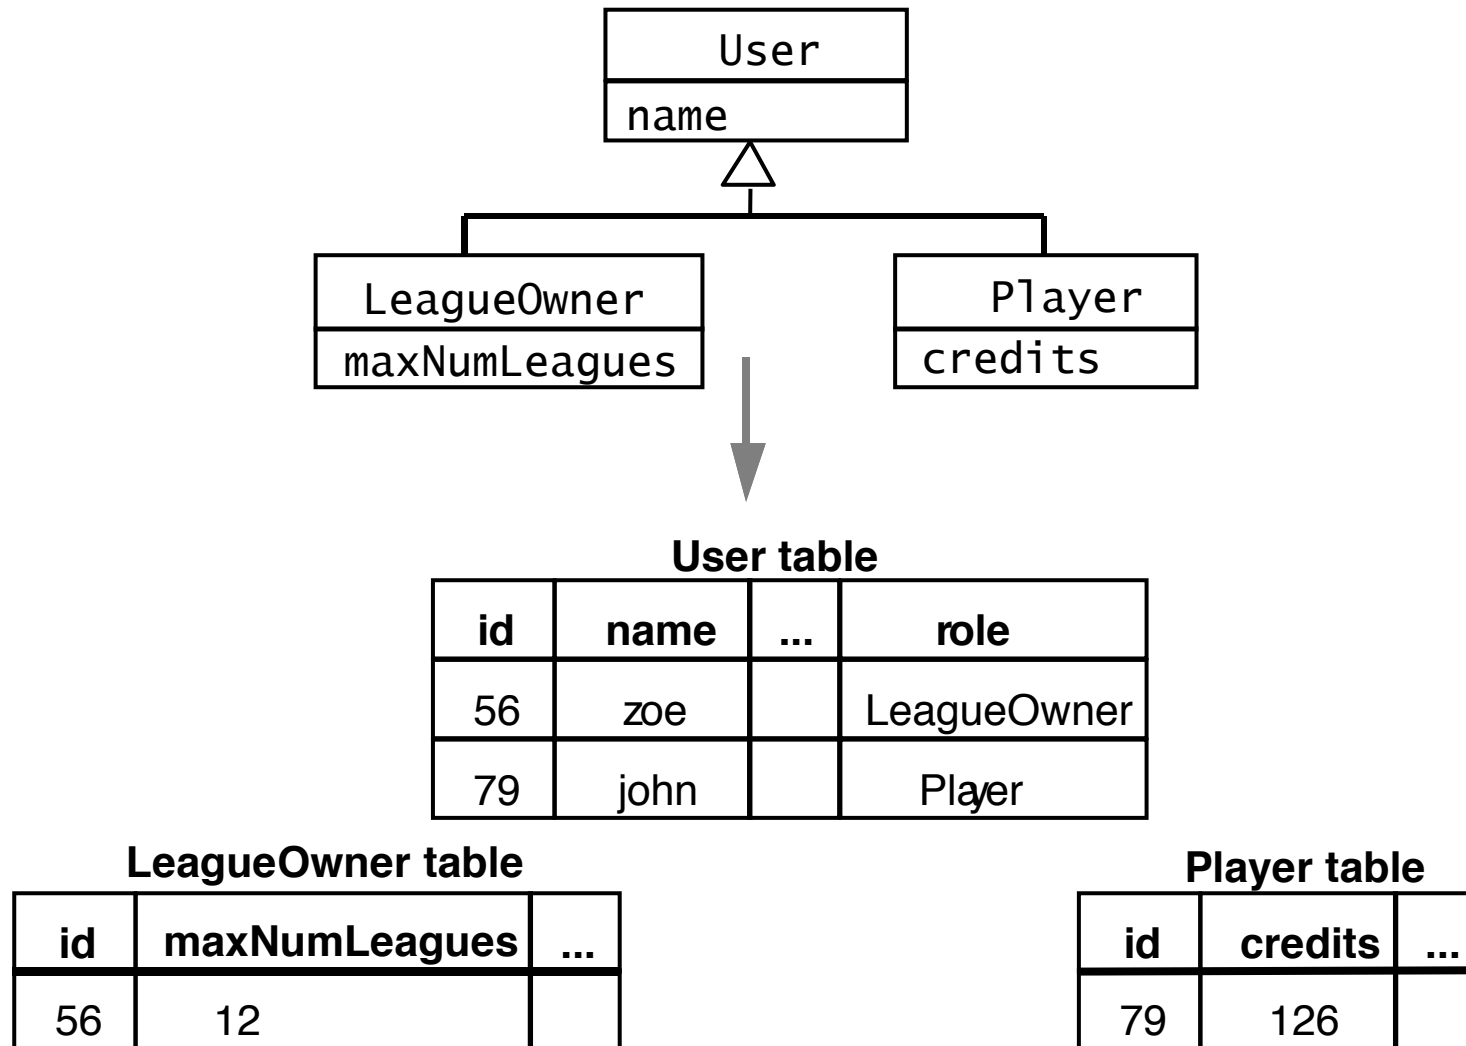 User
name
LeagueOwner Player
maxNumLeagues credits
User table
id name ... role
56 zoe LeagueOwner
79 john Player
LeagueOwner table
id maxNumLeagues ...
56 12
Player table
id credits ...
79 126